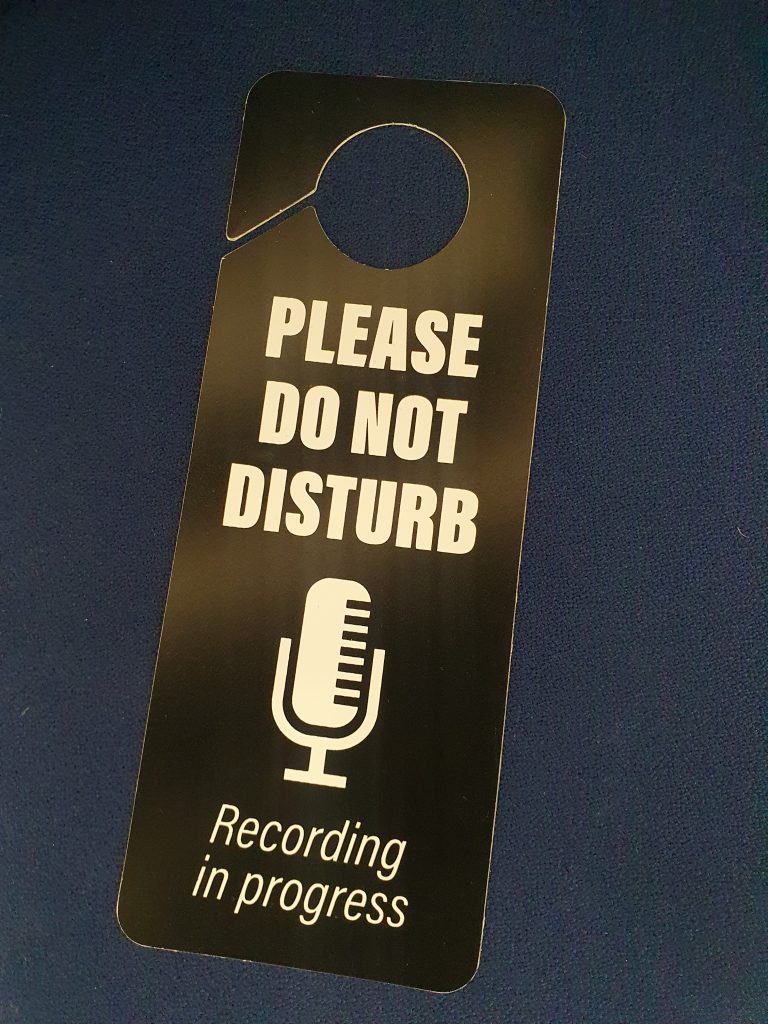 PLEASE
DO NOT
DISTURB
Recording
in progress